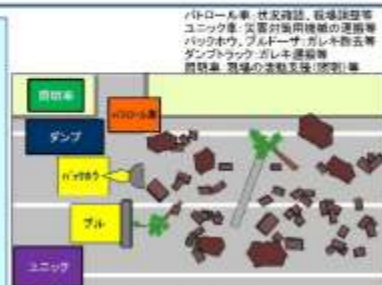 パトロール車:状況確認、現場調整等
ユニック車:災害対策用機械の運搬等
バックホウ、ブルドーザ:ガレキ除去等
ダンプトラック:ガレキ運搬等
照明車:現場の活動支援(照明)等
照明車
パトロール車
ダンプ
バックホウ
ブル
ユニック